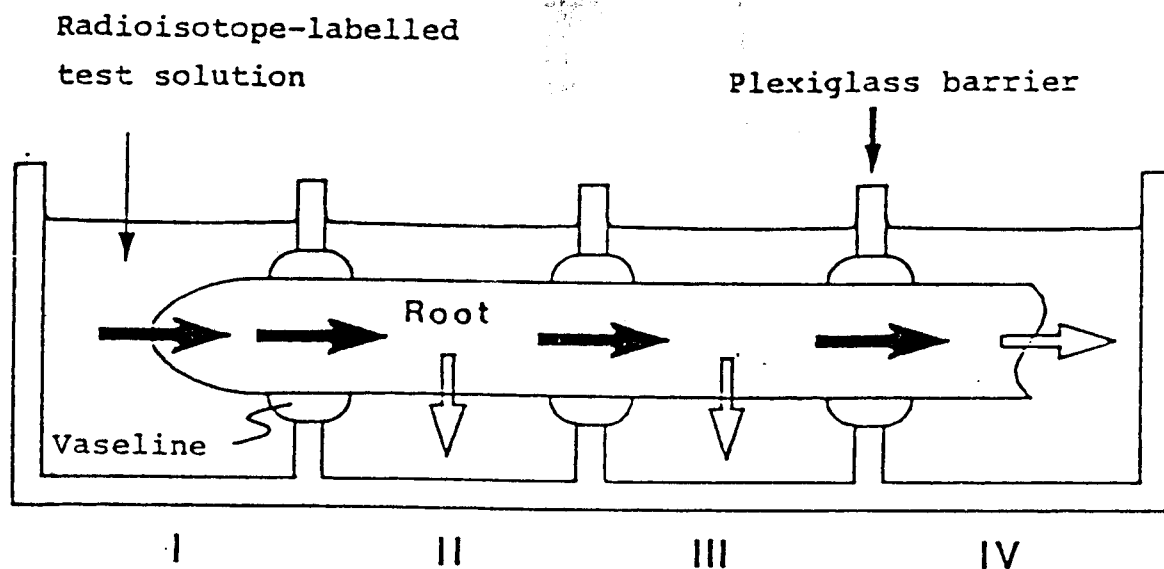 Radioisotope-labelled
test solution
Plexiglass barrier
Root
Vaseline
I II III IV